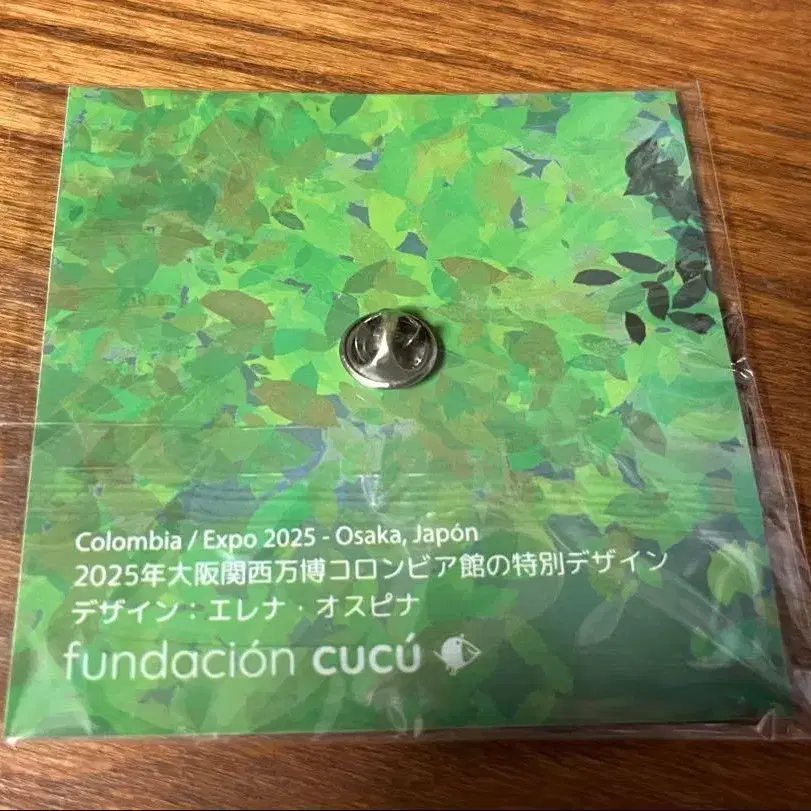 Colombia / Expo 2025 - Osaka, Japón
2025年大阪関西万博コロンビア館の特別デザイン
デザイン：エレナ・オスピナ
fundación cucú